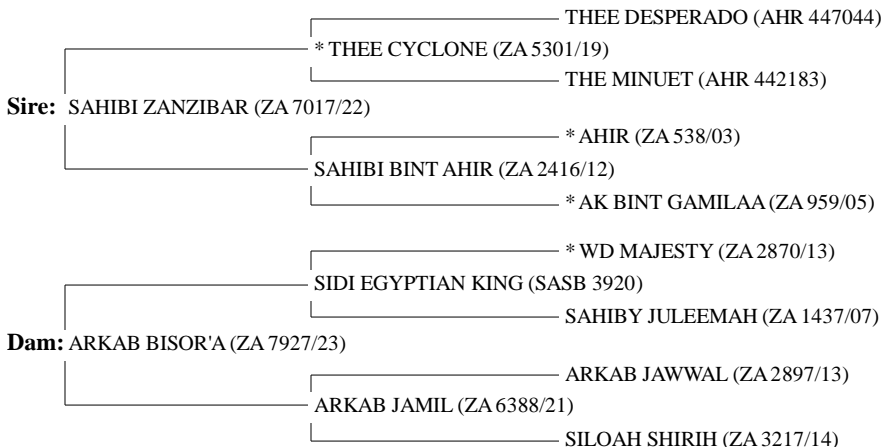 THEE DESPERADO (AHR 447044)
* THEE CYCLONE (ZA 5301/19)
THE MINUET (AHR 442183)
Sire: SAHIBI ZANZIBAR (ZA 7017/22)
* AHIR (ZA 538/03)
SAHIBI BINT AHIR (ZA 2416/12)
* AK BINT GAMILAA (ZA 959/05)
* WD MAJESTY (ZA 2870/13)
SIDI EGYPTIAN KING (SASB 3920)
SAHIBY JULEEMAH (ZA 1437/07)
Dam: ARKAB BISOR'A (ZA 7927/23)
ARKAB JAWWAL (ZA 2897/13)
ARKAB JAMIL (ZA 6388/21)
SILOAH SHIRIH (ZA 3217/14)